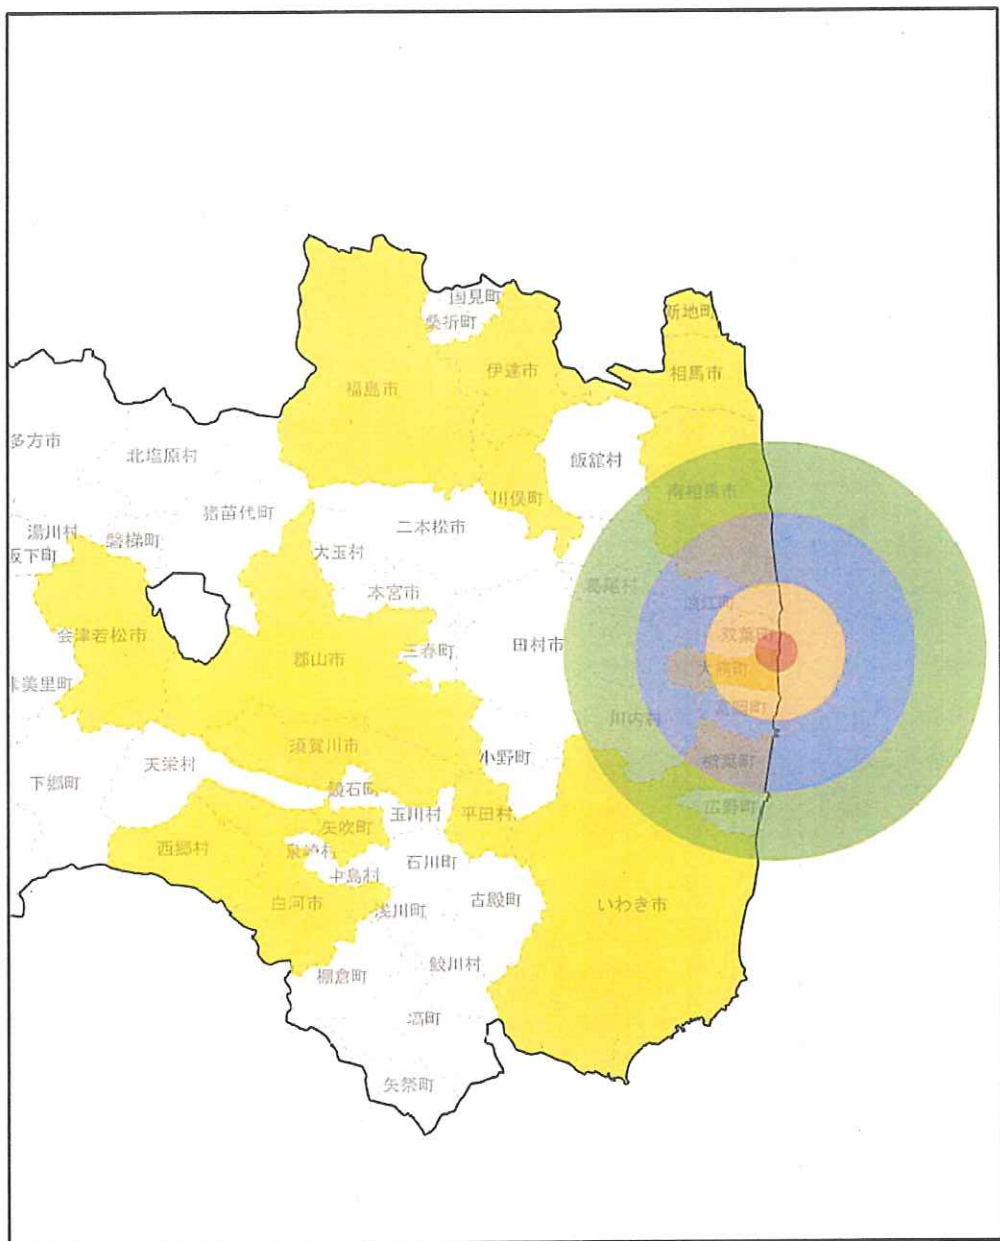 国見町
新地町
桑折町
伊達市
相馬市
福島市
多方市
北塩原村
飯舘村
南相馬市
川俣町
猪苗代町
二本松市
湯川村
磐梯町
坂下町
大玉村
葛尾村
本宮市
浪江町
会津若松市
双葉町
田村市
三春町
郡山市
大熊町
美里町
富岡町
川内村
須賀川市
小野町
楢葉町
天栄村
下郷町
鏡石町
広野町
玉川村
平田村
矢吹町
西郷村
泉崎村
石川町
中島村
古殿町
白河市
いわき市
浅川町
鮫川村
棚倉町
塙町
矢祭町